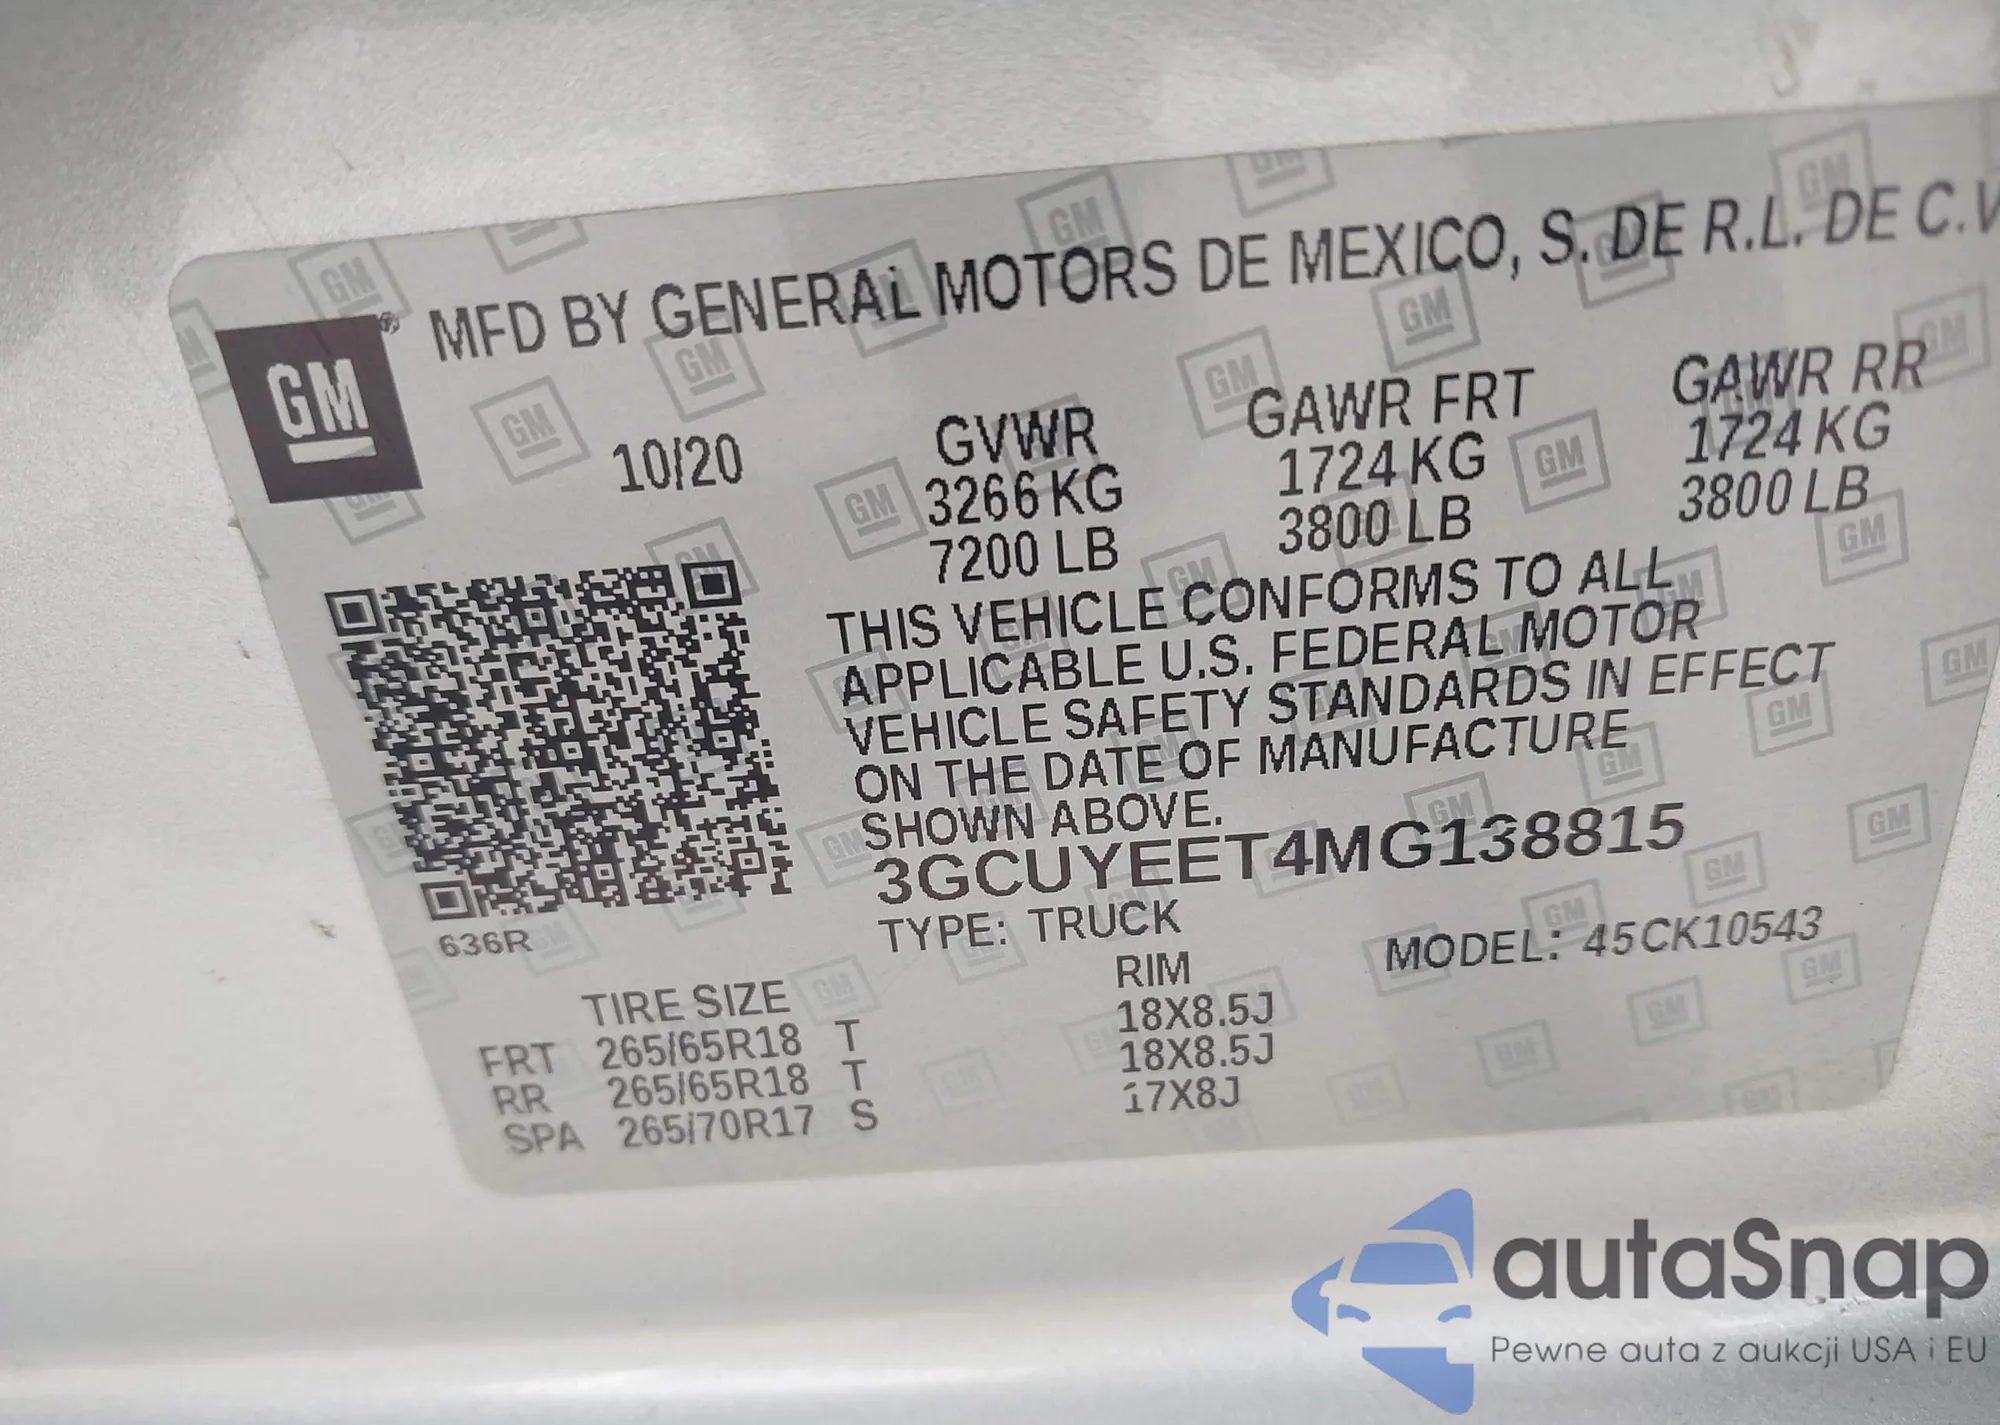 GM® MFD BY GENERAL MOTORS DE MEXICO, S. DE R.L. DE C.V
10/20
GVWR
3266 KG
7200 LB
GAWR FRT
1724 KG
3800 LB
GAWR RR
1724 KG
3800 LB
THIS VEHICLE CONFORMS TO ALL
APPLICABLE U.S. FEDERAL MOTOR
VEHICLE SAFETY STANDARDS IN EFFECT
ON THE DATE OF MANUFACTURE
SHOWN ABOVE.
3GCUYEET4MG138815
636R
TYPE: TRUCK
MODEL: 45CK10543
TIRE SIZE RIM
FRT 265/65R18 T 18X8.5J
RR 265/65R18 T 18X8.5J
SPA 265/70R17 S 17X8J
autaSnap
Pewne auta z aukcji USA i EU